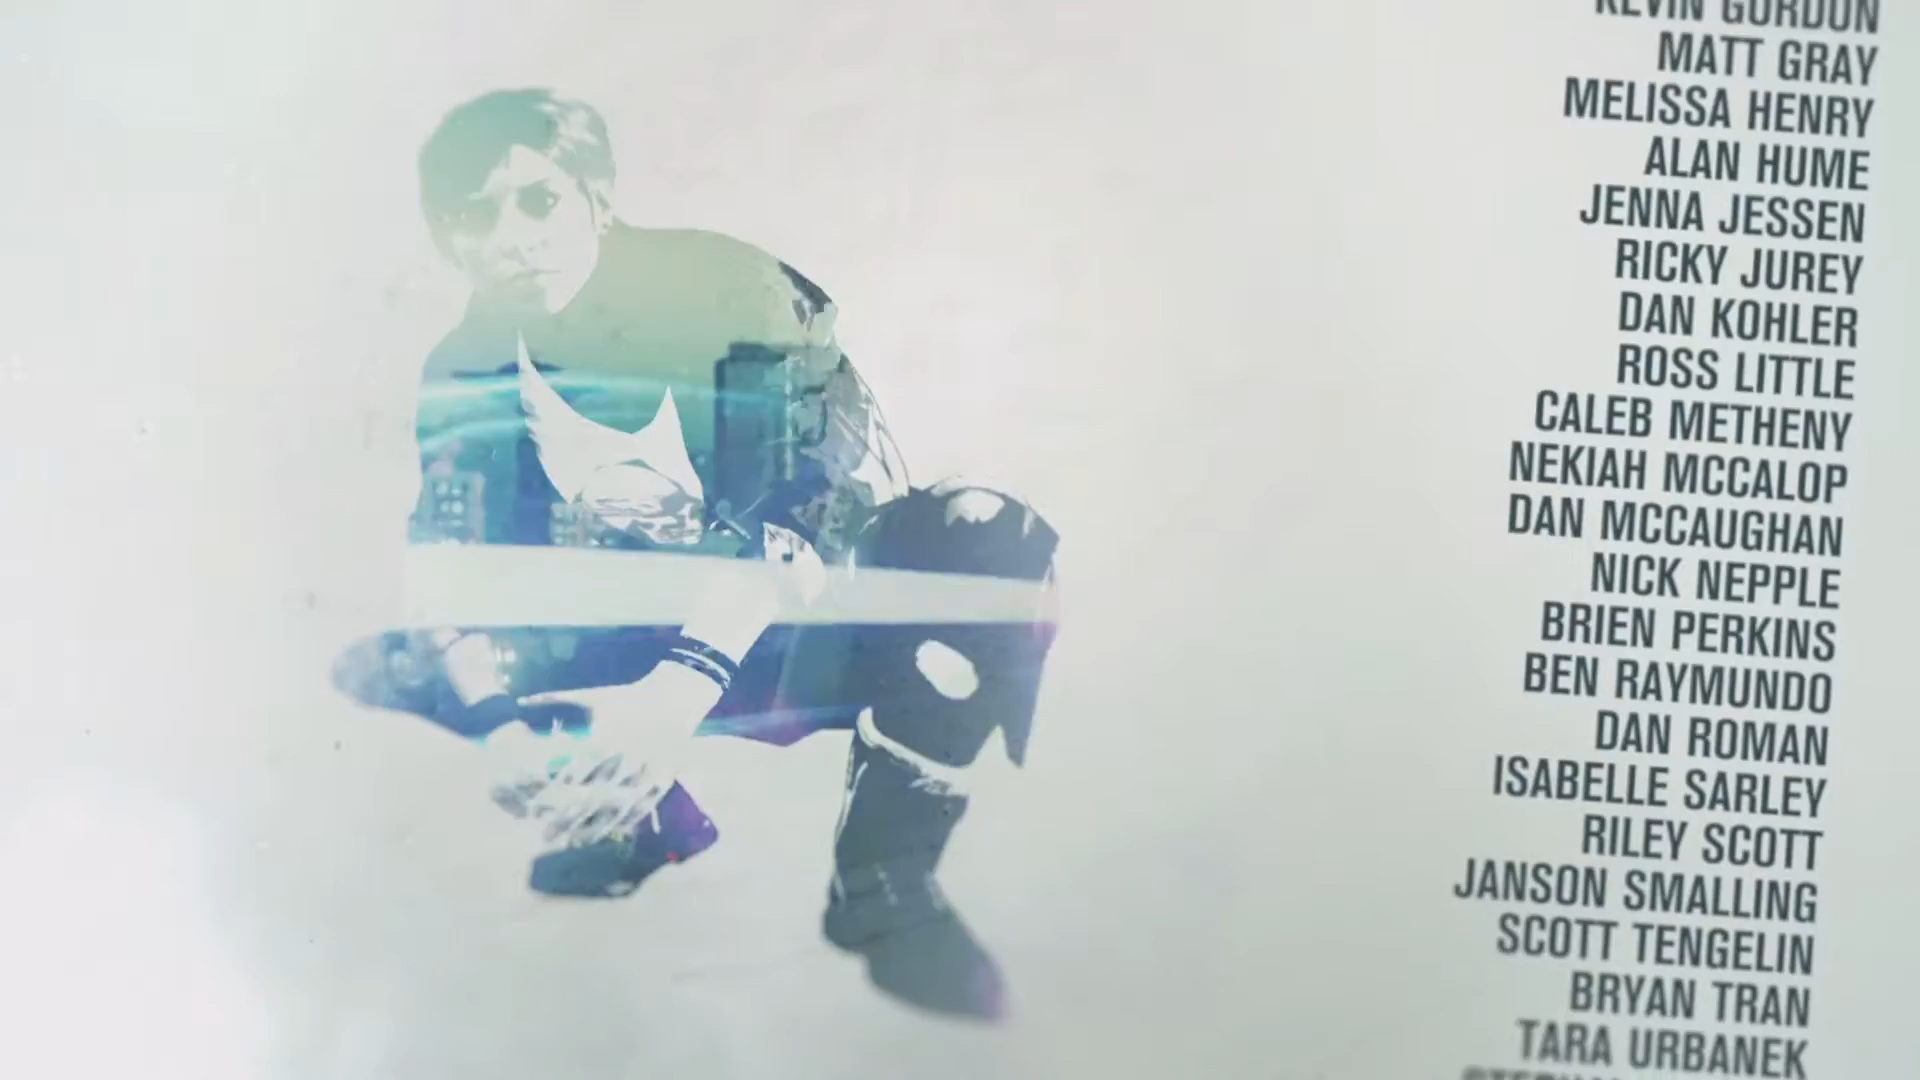 KEVIN GORDON
MATT GRAY
MELISSA HENRY
ALAN HUME
JENNA JESSEN
RICKY JUREY
DAN KOHLER
ROSS LITTLE
CALEB METHENY
NEKIAH MCCALOP
DAN MCCAUGHAN
NICK NEPPLE
BRIEN PERKINS
BEN RAYMUNDO
DAN ROMAN
ISABELLE SARLEY
RILEY SCOTT
JANSON SMALLING
SCOTT TENGELIN
BRYAN TRAN
TARA URBANEK